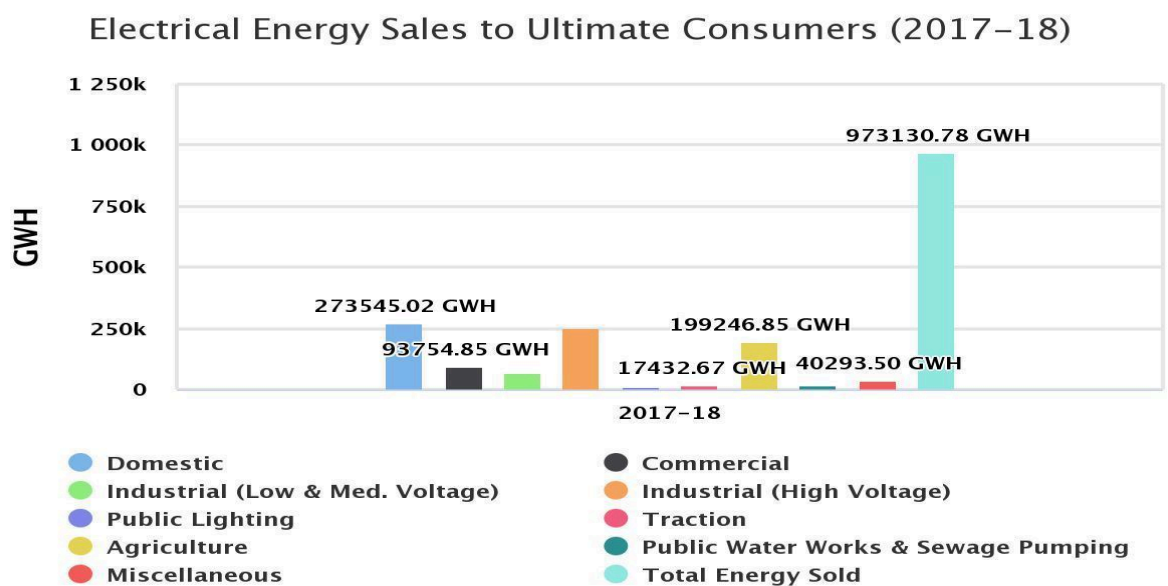 Electrical Energy Sales to Ultimate Consumers (2017-18)
1 250k
1 000k
750k
500k
250k
0
GWH
973130.78 GWH
273545.02 GWH
93754.85 GWH
199246.85 GWH
17432.67 GWH
40293.50 GWH
2017-18
Domestic
Commercial
Industrial (Low & Med. Voltage)
Industrial (High Voltage)
Public Lighting
Traction
Agriculture
Public Water Works & Sewage Pumping
Miscellaneous
Total Energy Sold